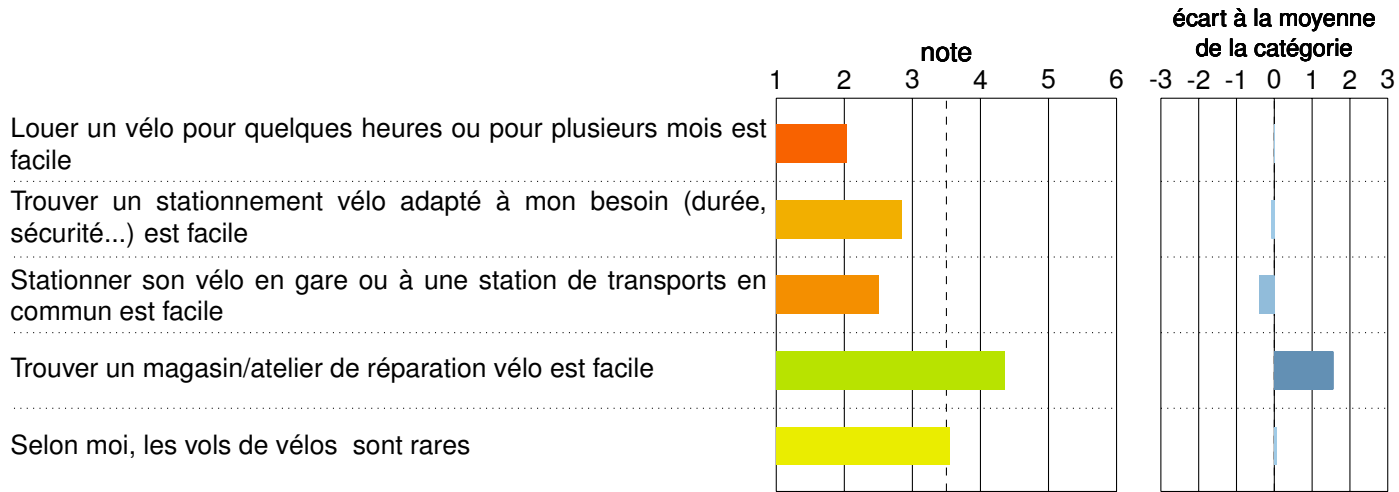 écart à la moyenne
note de la catégorie
1 2 3 4 5 6 -3 -2 -1 0 1 2 3
Louer un vélo pour quelques heures ou pour plusieurs mois est
facile
Trouver un stationnement vélo adapté à mon besoin (durée,
sécurité...) est facile
Stationner son vélo en gare ou à une station de transports en
commun est facile
Trouver un magasin/atelier de réparation vélo est facile
Selon moi, les vols de vélos sont rares